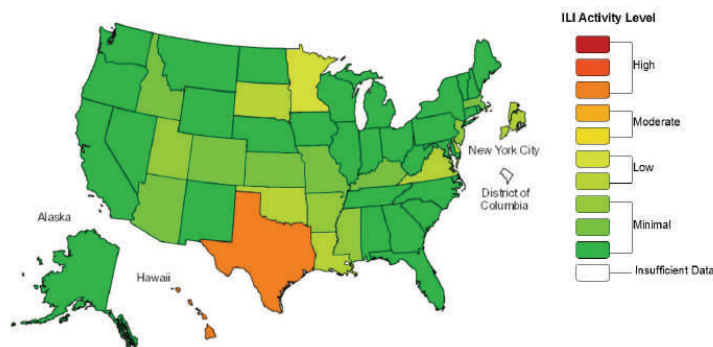 ILI Activity Level
High
Moderate
Low
Minimal
Insufficient Data
New York City
District of
Columbia
Alaska
Hawaii